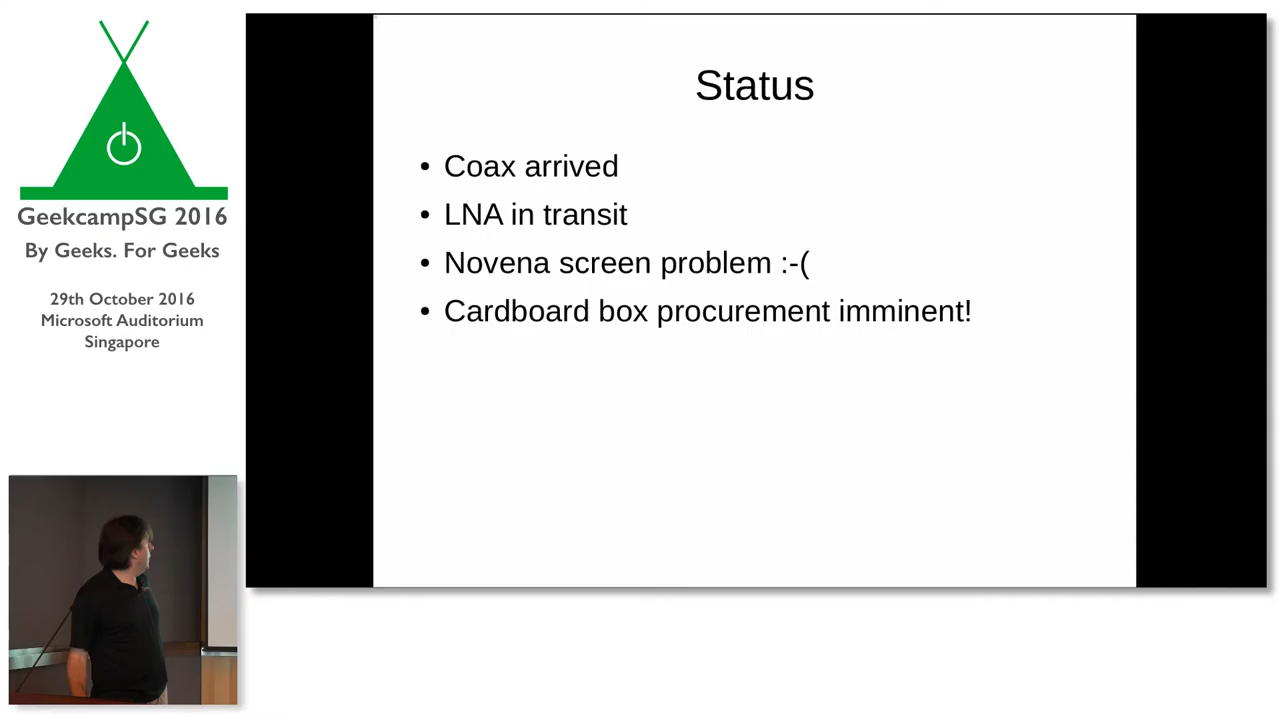 GeekcampSG 2016
By Geeks. For Geeks
29th October 2016
Microsoft Auditorium
Singapore
Status
• Coax arrived
• LNA in transit
• Novena screen problem :-(
• Cardboard box procurement imminent!